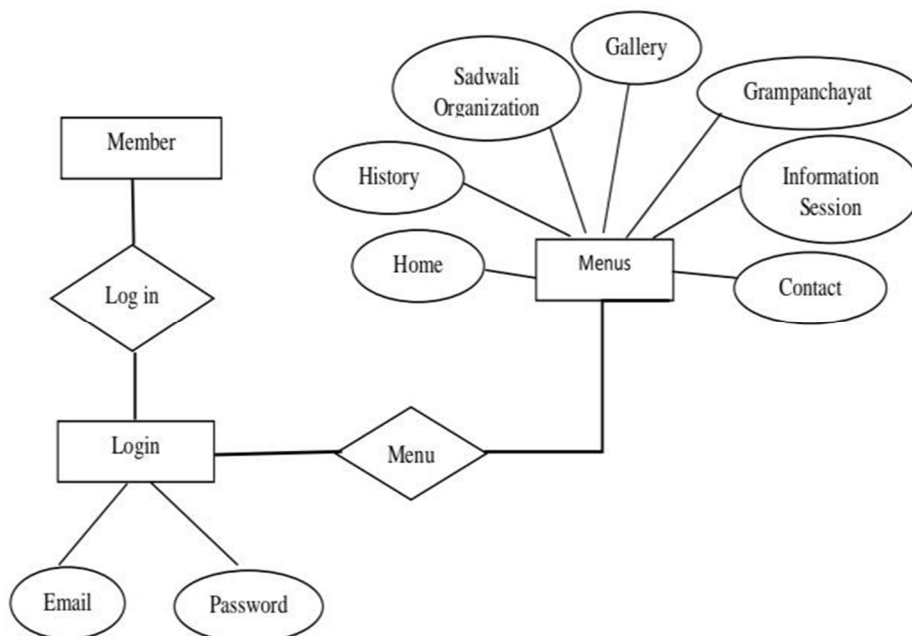 Gallery
Sadwali
Organization
Grampanchayat
Member
History
Information
Session
Home
Menus
Contact
Log in
Login
Menu
Email
Password